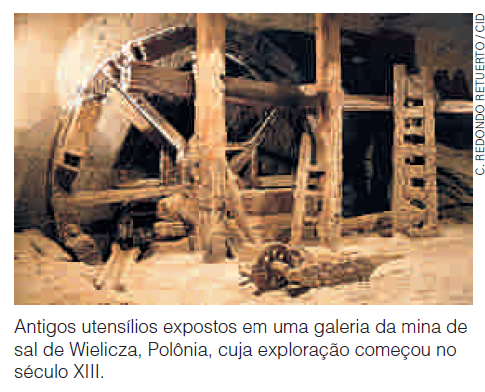 C. REDONDO RETUERTO / CID
Antigos utensílios expostos em uma galeria da mina de
sal de Wielicza, Polônia, cuja exploração começou no
século XIII.